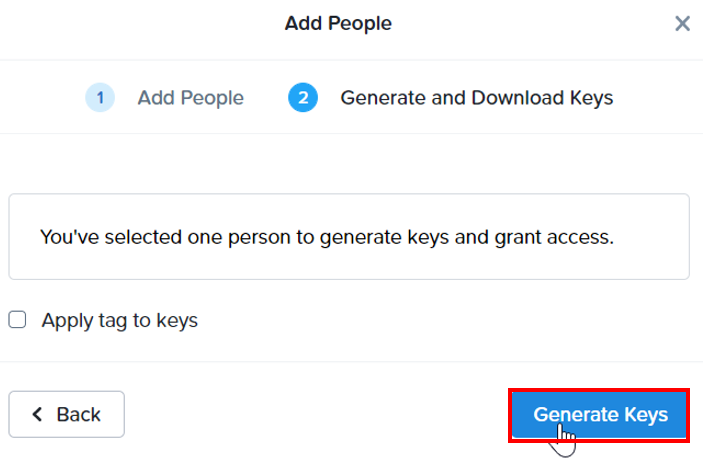 Add People
1 Add People 2 Generate and Download Keys
You've selected one person to generate keys and grant access.
Apply tag to keys
Back Generate Keys